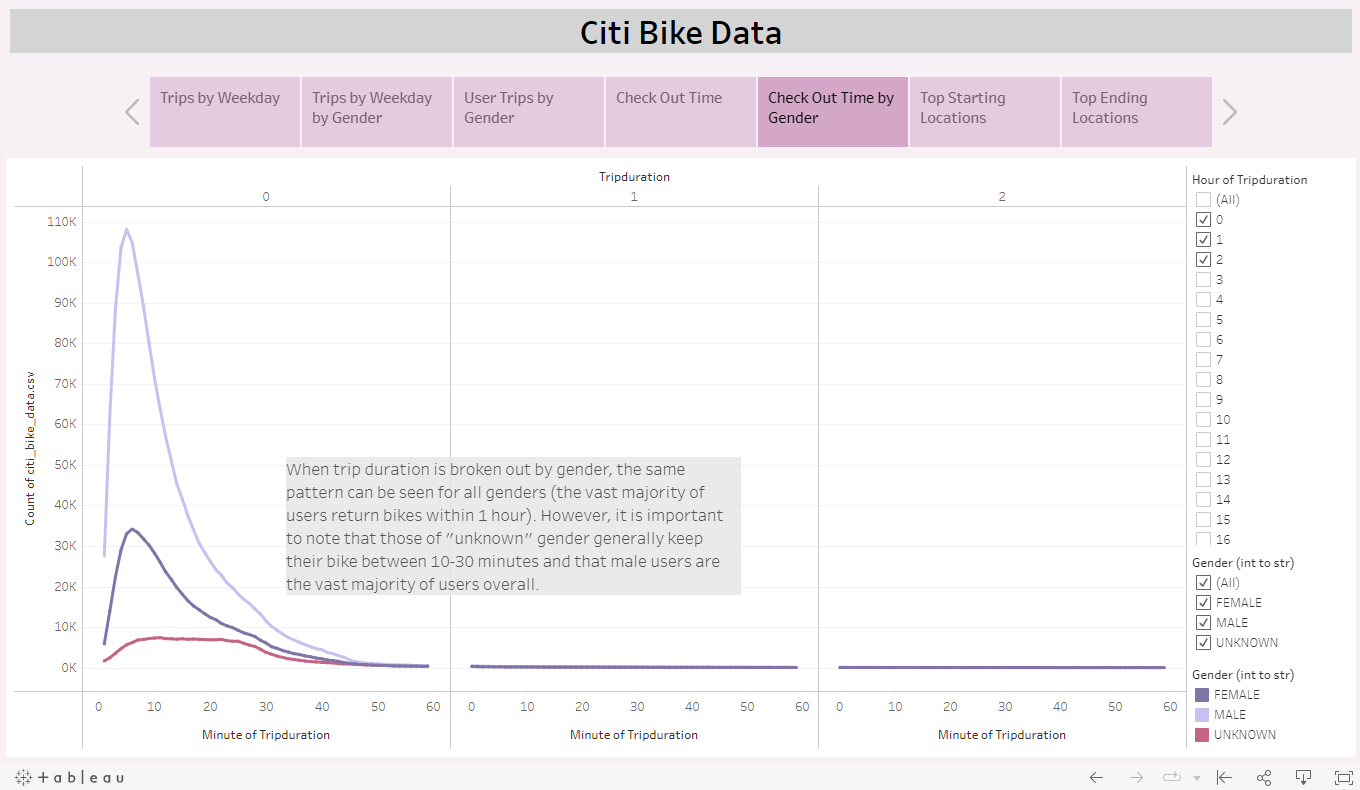 Citi Bike Data
Trips by Weekday
Trips by Weekday
by Gender
User Trips by
Gender
Check Out Time
Check Out Time by
Gender
Top Starting
Locations
Top Ending
Locations
Tripduration
0
1
2
Count of citi_bike_data.csv
110K
100K
90K
80K
70K
60K
50K
40K
30K
20K
10K
0K
When trip duration is broken out by gender, the same
pattern can be seen for all genders (the vast majority of
users return bikes within 1 hour). However, it is important
to note that those of "unknown" gender generally keep
their bike between 10-30 minutes and that male users are
the vast majority of users overall.
0 10 20 30 40 50 60
0 10 20 30 40 50 60
0 10 20 30 40 50 60
Minute of Tripduration
Minute of Tripduration
Minute of Tripduration
Hour of Tripduration
(All)
0
1
2
3
4
5
6
7
8
9
10
11
12
13
14
15
16
Gender (int to str)
(All)
FEMALE
MALE
UNKNOWN
Gender (int to str)
FEMALE
MALE
UNKNOWN
+ a b l e a u